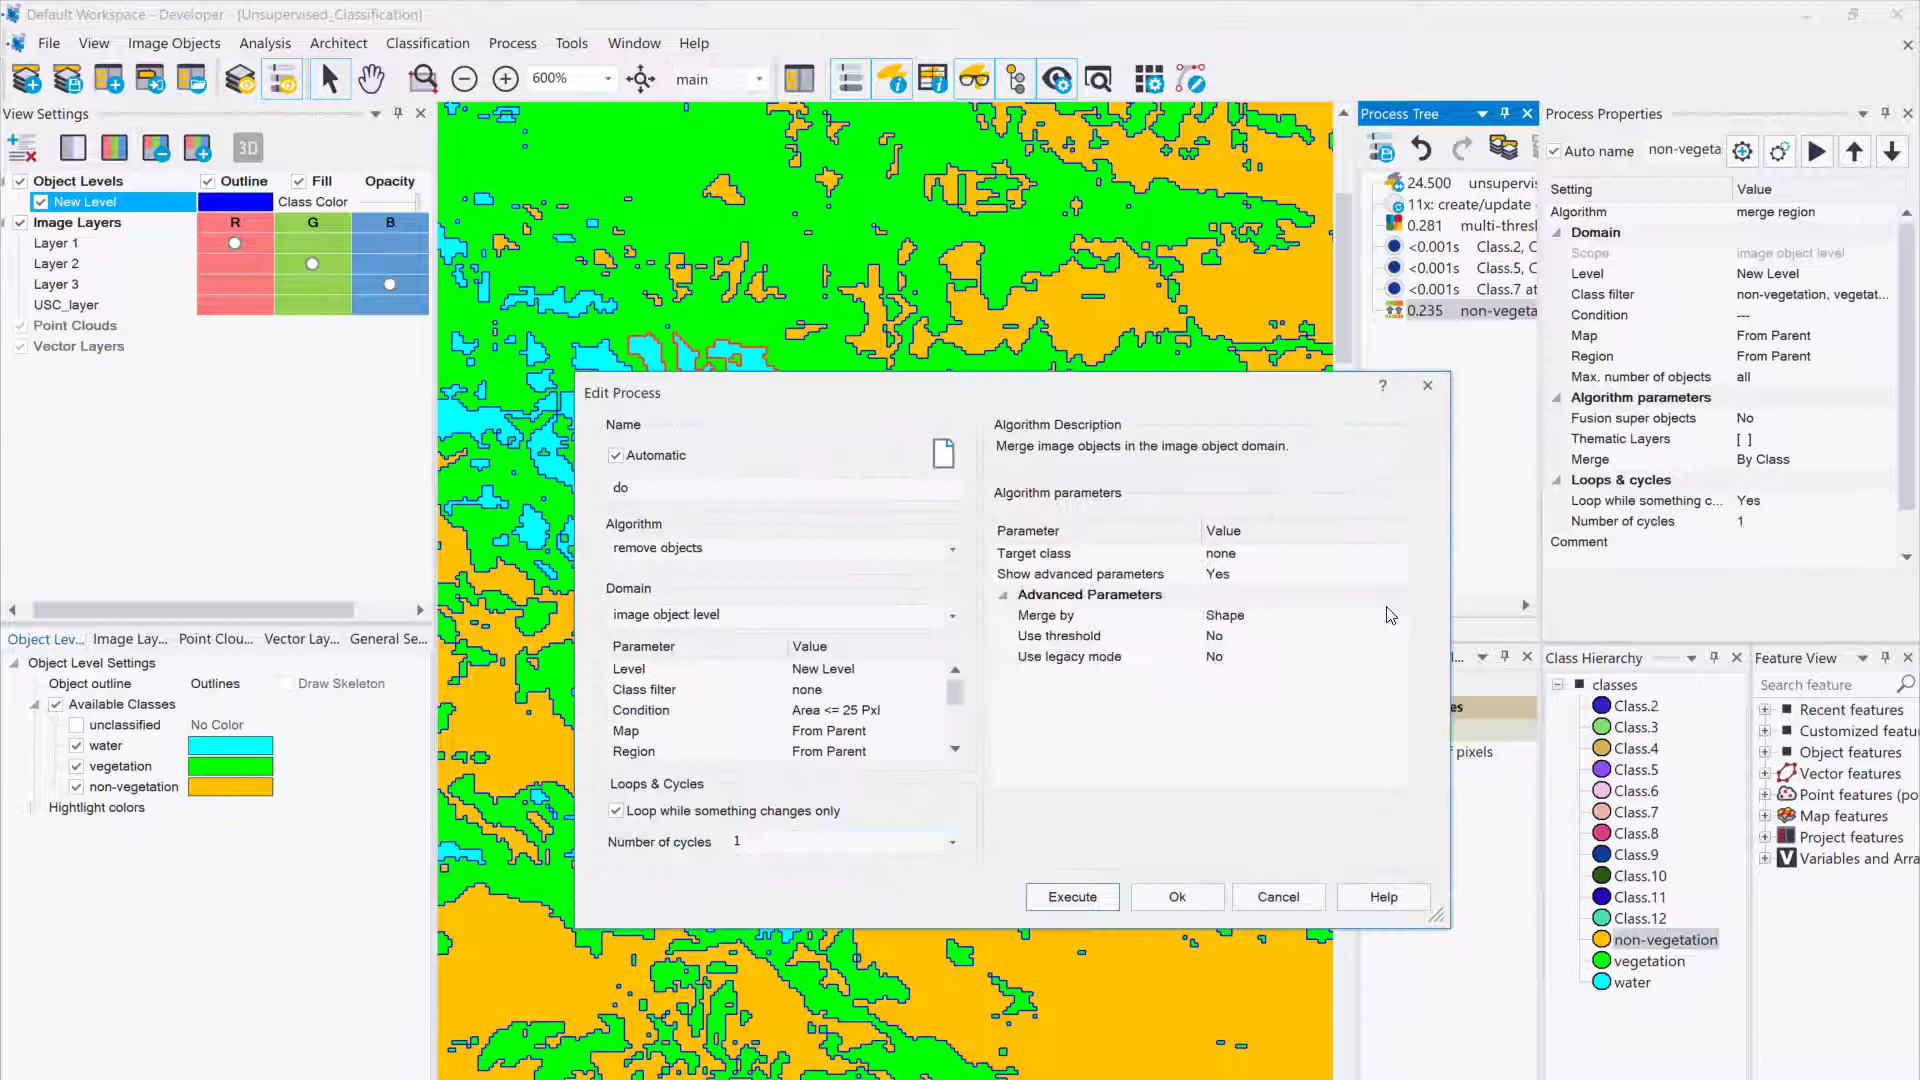 Default Workspace - Developer - [Unsupervised_Classification]
File View Image Objects Analysis Architect Classification Process Tools Window Help
600% main
View Settings
3D
Object Levels Outline Fill Opacity
New Level Class Color
Image Layers R G B
Layer 1
Layer 2
Layer 3
USC_layer
Point Clouds
Vector Layers
Object Lev... Image Lay... Point Clou... Vector Lay... General Se...
Object Level Settings
Object outline Outlines Draw Skeleton
Available Classes
unclassified No Color
water
vegetation
non-vegetation
Highlight colors
Edit Process
Name
Automatic
do
Algorithm
remove objects
Domain
image object level
Parameter Value
Level New Level
Class filter none
Condition Area <= 25 Pxl
Map From Parent
Region From Parent
Loops & Cycles
Loop while something changes only
Number of cycles 1
Algorithm Description
Merge image objects in the image object domain.
Algorithm parameters
Parameter Value
Target class none
Show advanced parameters Yes
Advanced Parameters
Merge by Shape
Use threshold No
Use legacy mode No
Execute Ok Cancel Help
Process Tree
24.500 unsupervis
11x: create/update
0.281 multi-thresh
<0.001s Class.2, C
<0.001s Class.5, C
<0.001s Class.7 at
0.235 non-vegeta
Process Properties
Auto name non-vegeta
Setting Value
Algorithm merge region
Domain
Scope image object level
Level New Level
Class filter non-vegetation, vegetat...
Condition ---
Map From Parent
Region From Parent
Max. number of objects all
Algorithm parameters
Fusion super objects No
Thematic Layers [ ]
Merge By Class
Loops & cycles
Loop while something c... Yes
Number of cycles 1
Comment
pixels
Class Hierarchy
classes
Class.2
Class.3
Class.4
Class.5
Class.6
Class.7
Class.8
Class.9
Class.10
Class.11
Class.12
non-vegetation
vegetation
water
Feature View
Search feature
Recent features
Customized featu
Object features
Vector features
Point features (po
Map features
Project features
Variables and Arra